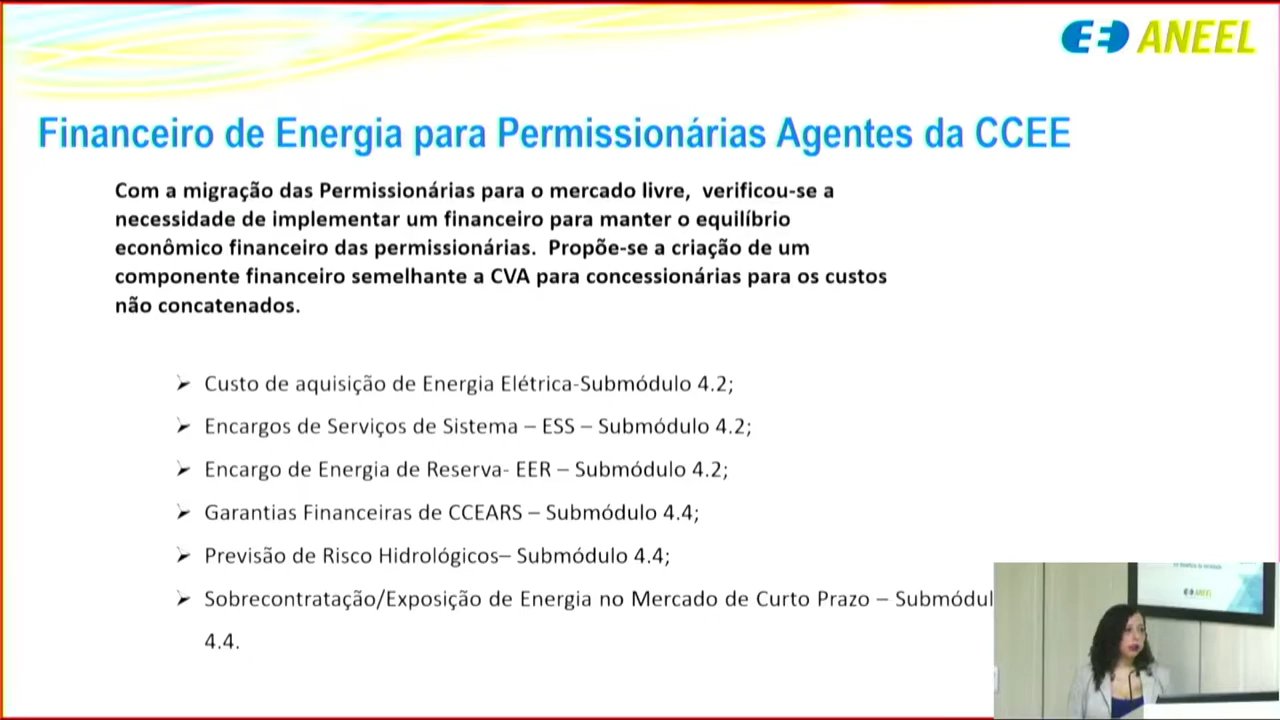 ANEEL
Financeiro de Energia para Permissionárias Agentes da CCEE
Com a migração das Permissionárias para o mercado livre, verificou-se a
necessidade de implementar um financeiro para manter o equilíbrio
econômico financeiro das permissionárias. Propõe-se a criação de um
componente financeiro semelhante a CVA para concessionárias para os custos
não concatenados.
➢ Custo de aquisição de Energia Elétrica-Submódulo 4.2;
➢ Encargos de Serviços de Sistema – ESS – Submódulo 4.2;
➢ Encargo de Energia de Reserva- EER – Submódulo 4.2;
➢ Garantias Financeiras de CCEARS – Submódulo 4.4;
➢ Previsão de Risco Hidrológicos– Submódulo 4.4;
➢ Sobrecontratação/Exposição de Energia no Mercado de Curto Prazo – Submódul
4.4.
ANEEL